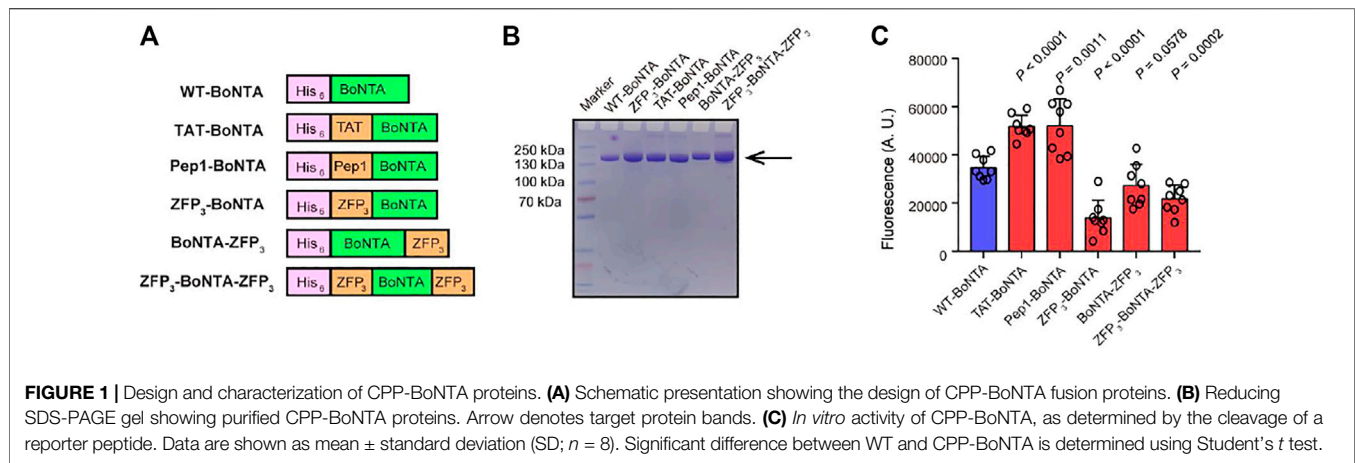 A
WT-BoNTA
His6 BoNTA
TAT-BoNTA
His6 TAT BoNTA
Pep1-BoNTA
His6 Pep1 BoNTA
ZFP3-BoNTA
His6 ZFP3 BoNTA
BoNTA-ZFP3
His6 BoNTA ZFP3
ZFP3-BoNTA-ZFP3
His6 ZFP3 BoNTA ZFP3
B
Marker
WT-BoNTA
ZFP3-BoNTA
TAT-BoNTA
Pep1-BoNTA
BoNTA-ZFP3
ZFP3-BoNTA-ZFP3
250 kDa
130 kDa
100 kDa
70 kDa
C
P < 0.0001
P = 0.0011
P < 0.0001
P = 0.0578
P = 0.0002
Fluorescence (A. U.)
80000
60000
40000
20000
0
WT-BoNTA
TAT-BoNTA
Pep1-BoNTA
ZFP3-BoNTA
BoNTA-ZFP3
ZFP3-BoNTA-ZFP3
FIGURE 1 | Design and characterization of CPP-BoNTA proteins. (A) Schematic presentation showing the design of CPP-BoNTA fusion proteins. (B) Reducing
SDS-PAGE gel showing purified CPP-BoNTA proteins. Arrow denotes target protein bands. (C) In vitro activity of CPP-BoNTA, as determined by the cleavage of a
reporter peptide. Data are shown as mean ± standard deviation (SD; n = 8). Significant difference between WT and CPP-BoNTA is determined using Student's t test.